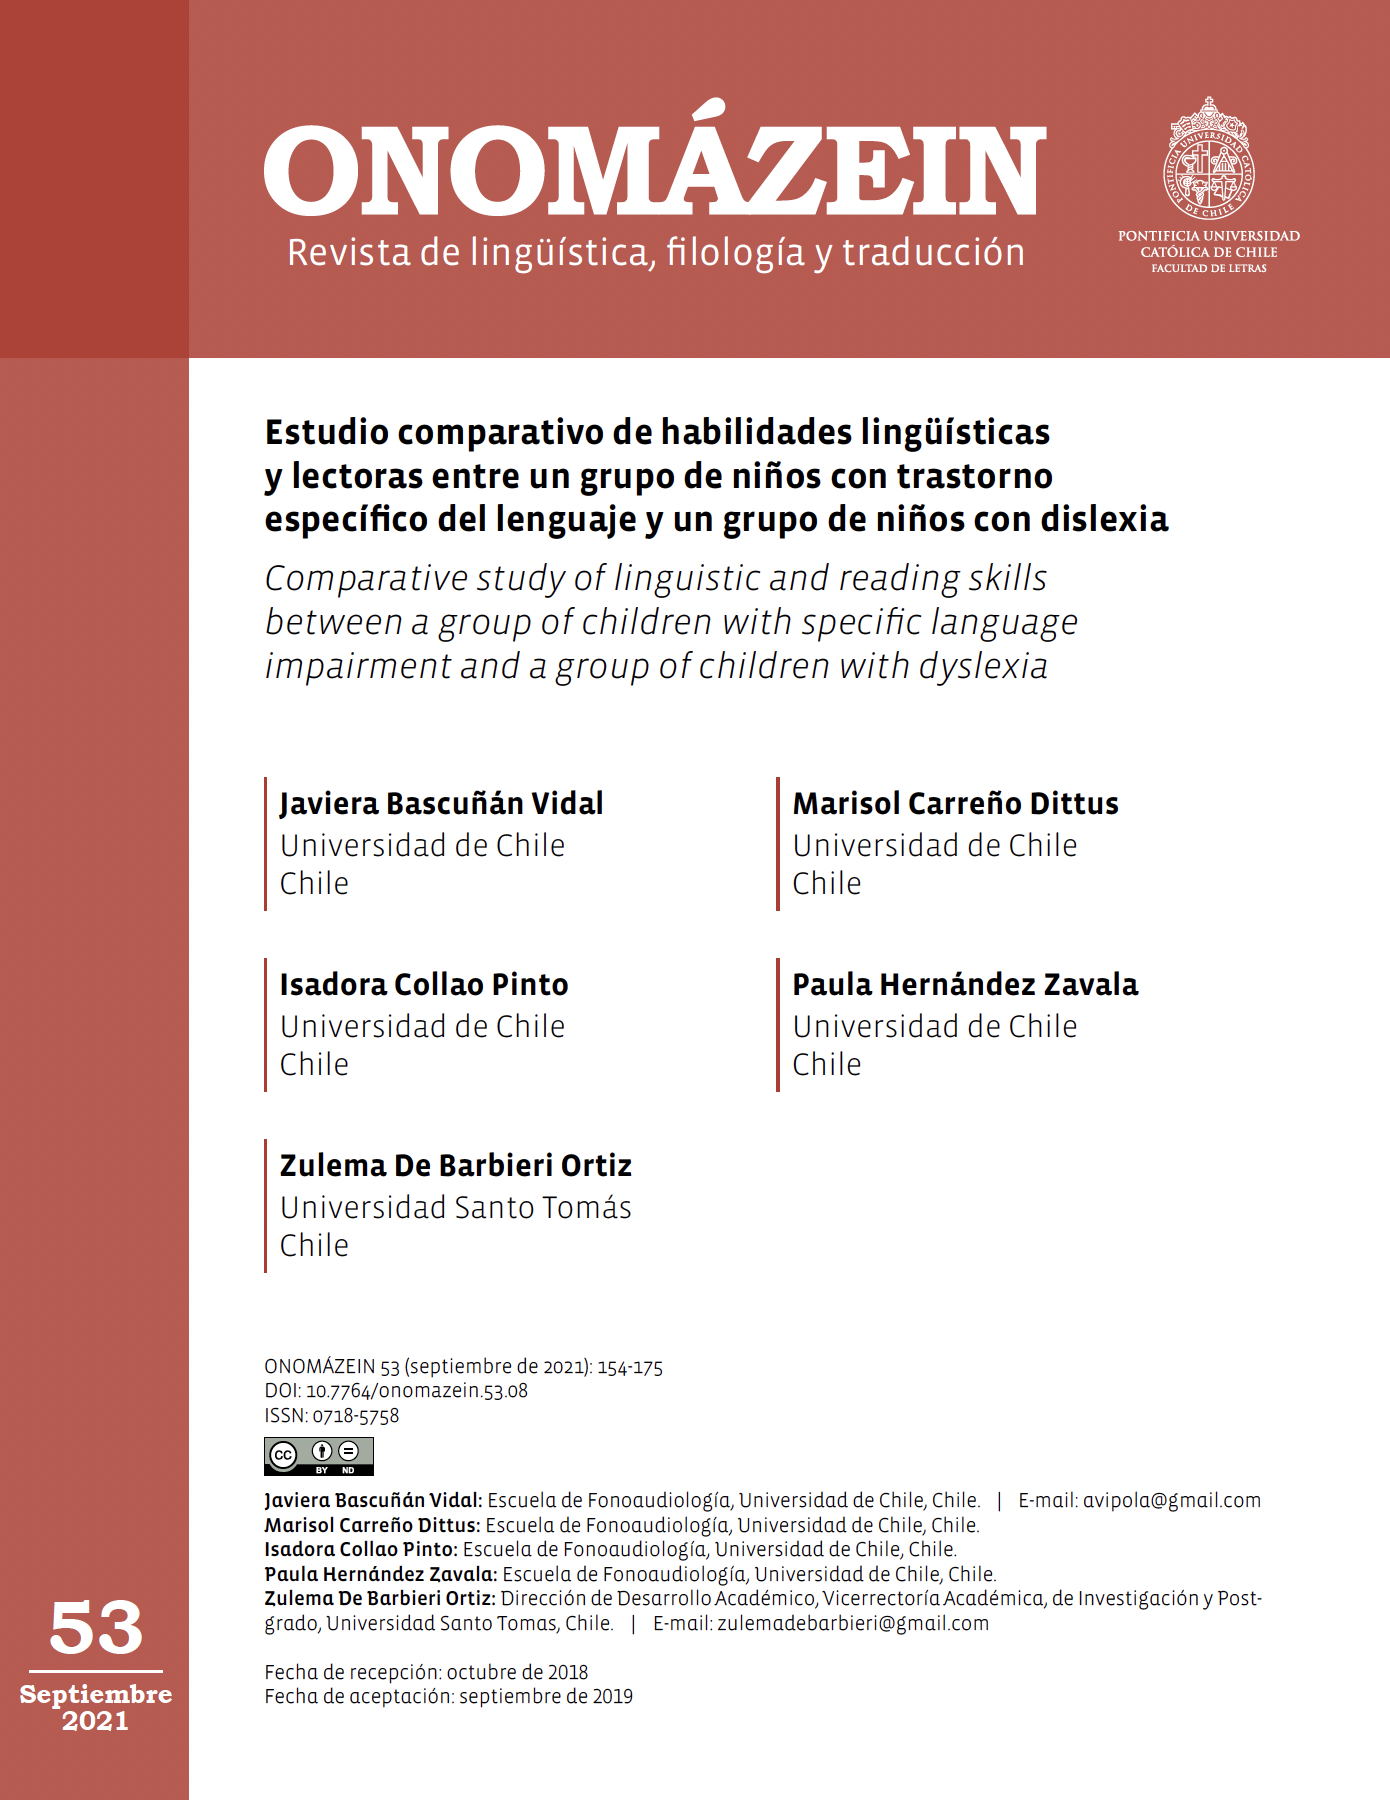 ONOMÁZEIN
Revista de lingüística, filología y traducción
PONTIFICIA UNIVERSIDAD CATÓLICA DE CHILE
PONTIFICIA UNIVERSIDAD
CATÓLICA DE CHILE
FACULTAD DE LETRAS
Estudio comparativo de habilidades lingüísticas
y lectoras entre un grupo de niños con trastorno
específico del lenguaje y un grupo de niños con dislexia
Comparative study of linguistic and reading skills
between a group of children with specific language
impairment and a group of children with dyslexia
Javiera Bascuñán Vidal
Universidad de Chile
Chile
Marisol Carreño Dittus
Universidad de Chile
Chile
Isadora Collao Pinto
Universidad de Chile
Chile
Paula Hernández Zavala
Universidad de Chile
Chile
Zulema De Barbieri Ortiz
Universidad Santo Tomás
Chile
ONOMÁZEIN 53 (septiembre de 2021): 154-175
DOI: 10.7764/onomazein.53.08
ISSN: 0718-5758
cc BY ND
Javiera Bascuñán Vidal: Escuela de Fonoaudiología, Universidad de Chile, Chile. | E-mail: avipola@gmail.com
Marisol Carreño Dittus: Escuela de Fonoaudiología, Universidad de Chile, Chile.
Isadora Collao Pinto: Escuela de Fonoaudiología, Universidad de Chile, Chile.
Paula Hernández Zavala: Escuela de Fonoaudiología, Universidad de Chile, Chile.
Zulema De Barbieri Ortiz: Dirección de Desarrollo Académico, Vicerrectoría Académica, de Investigación y Post-
grado, Universidad Santo Tomas, Chile. | E-mail: zulemadebarbieri@gmail.com
Fecha de recepción: octubre de 2018
Fecha de aceptación: septiembre de 2019
53
Septiembre
2021